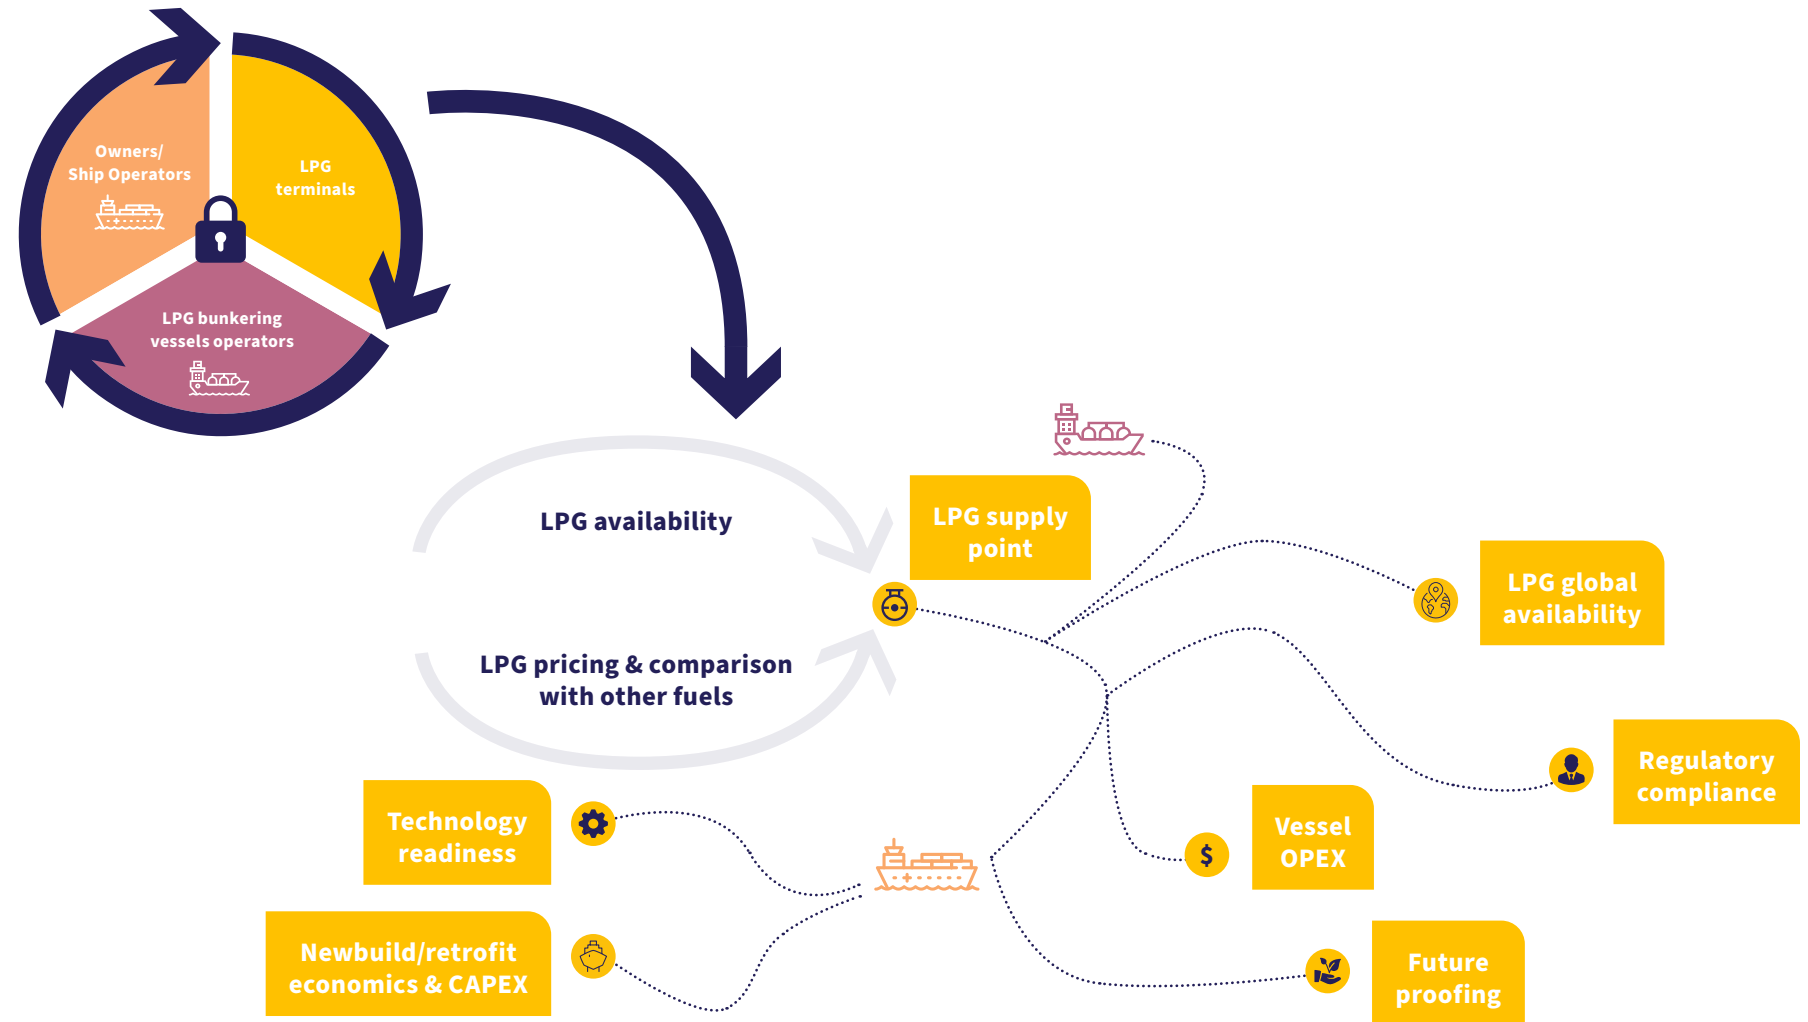 Owners/
Ship Operators
LPG
terminals
LPG bunkering
vessels operators
LPG availability
LPG supply
point
LPG global
availability
LPG pricing & comparison
with other fuels
Regulatory
compliance
Technology
readiness
Vessel
OPEX
$
Newbuild/retrofit
economics & CAPEX
Future
proofing